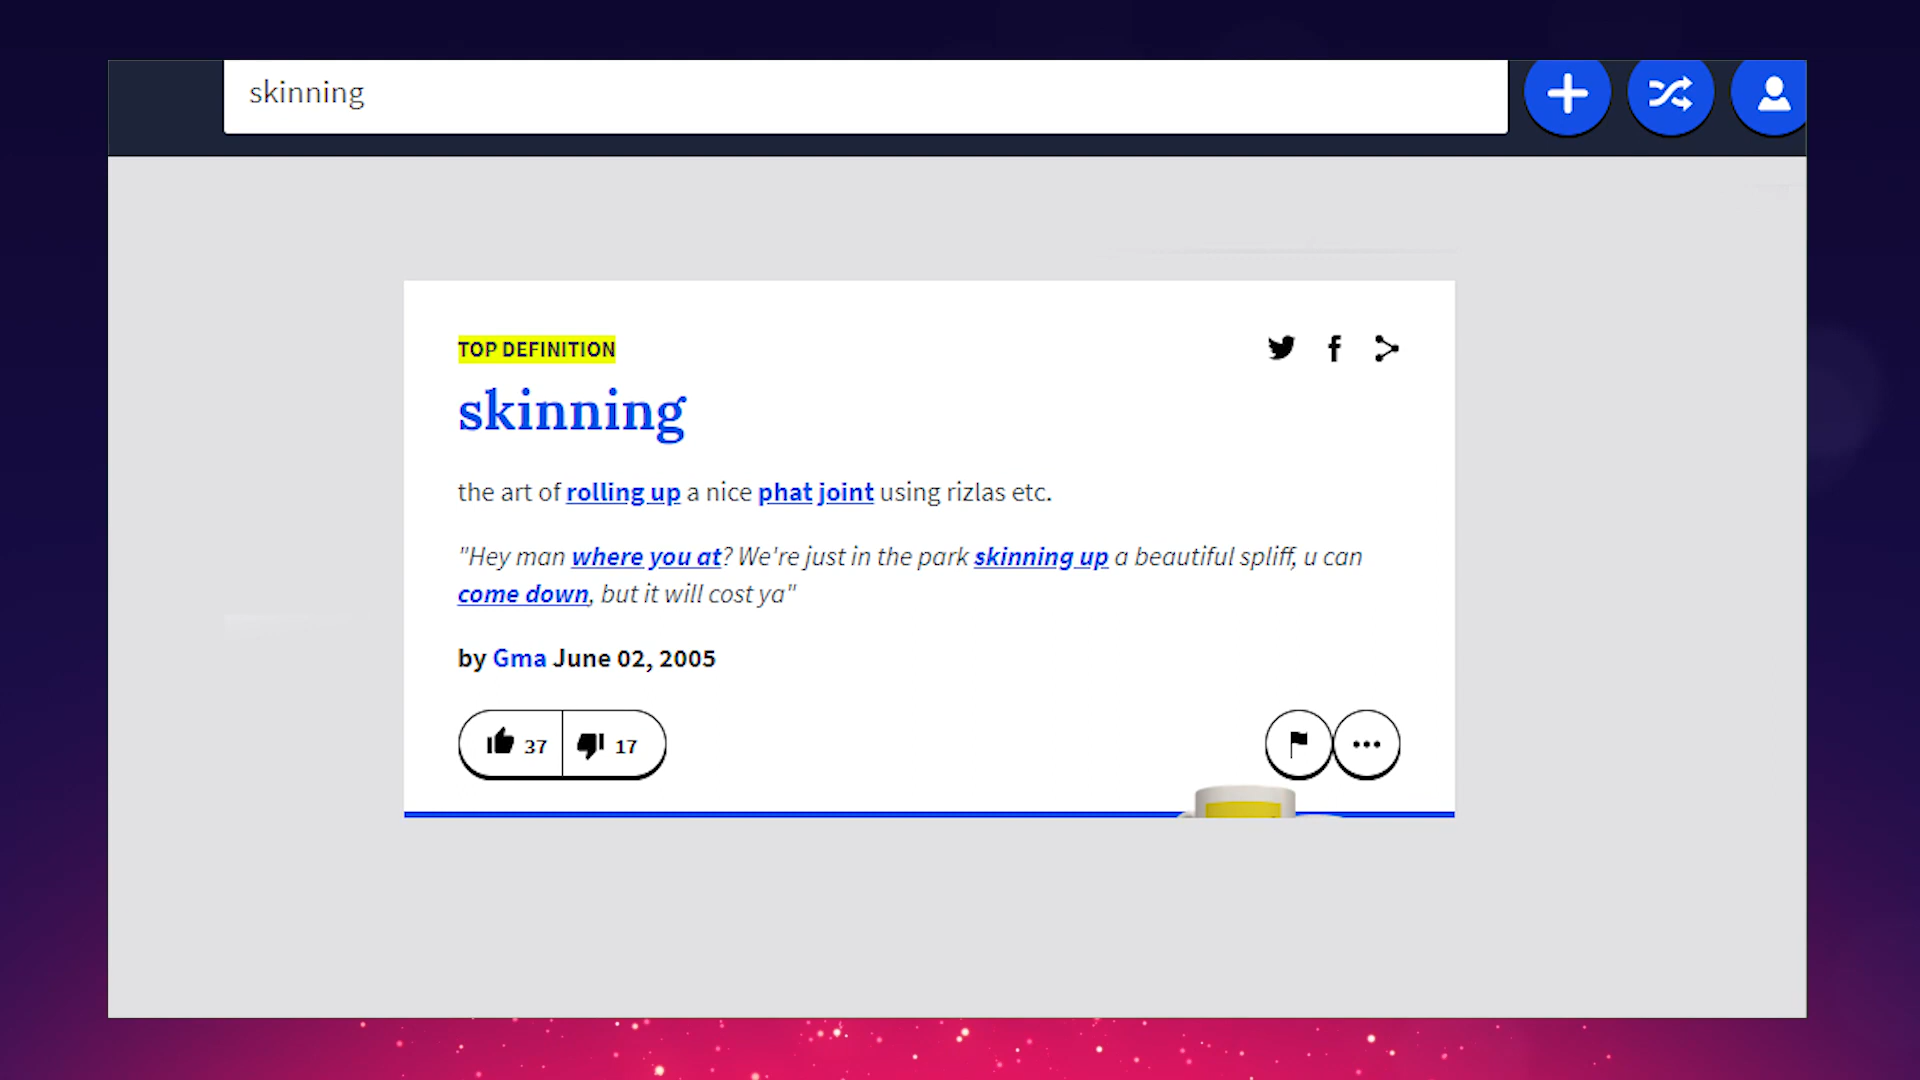 skinning
TOP DEFINITION
skinning
the art of rolling up a nice phat joint using rizlas etc.
"Hey man where you at? We're just in the park skinning up a beautiful spliff, u can
come down, but it will cost ya"
by Gma June 02, 2005
37 17